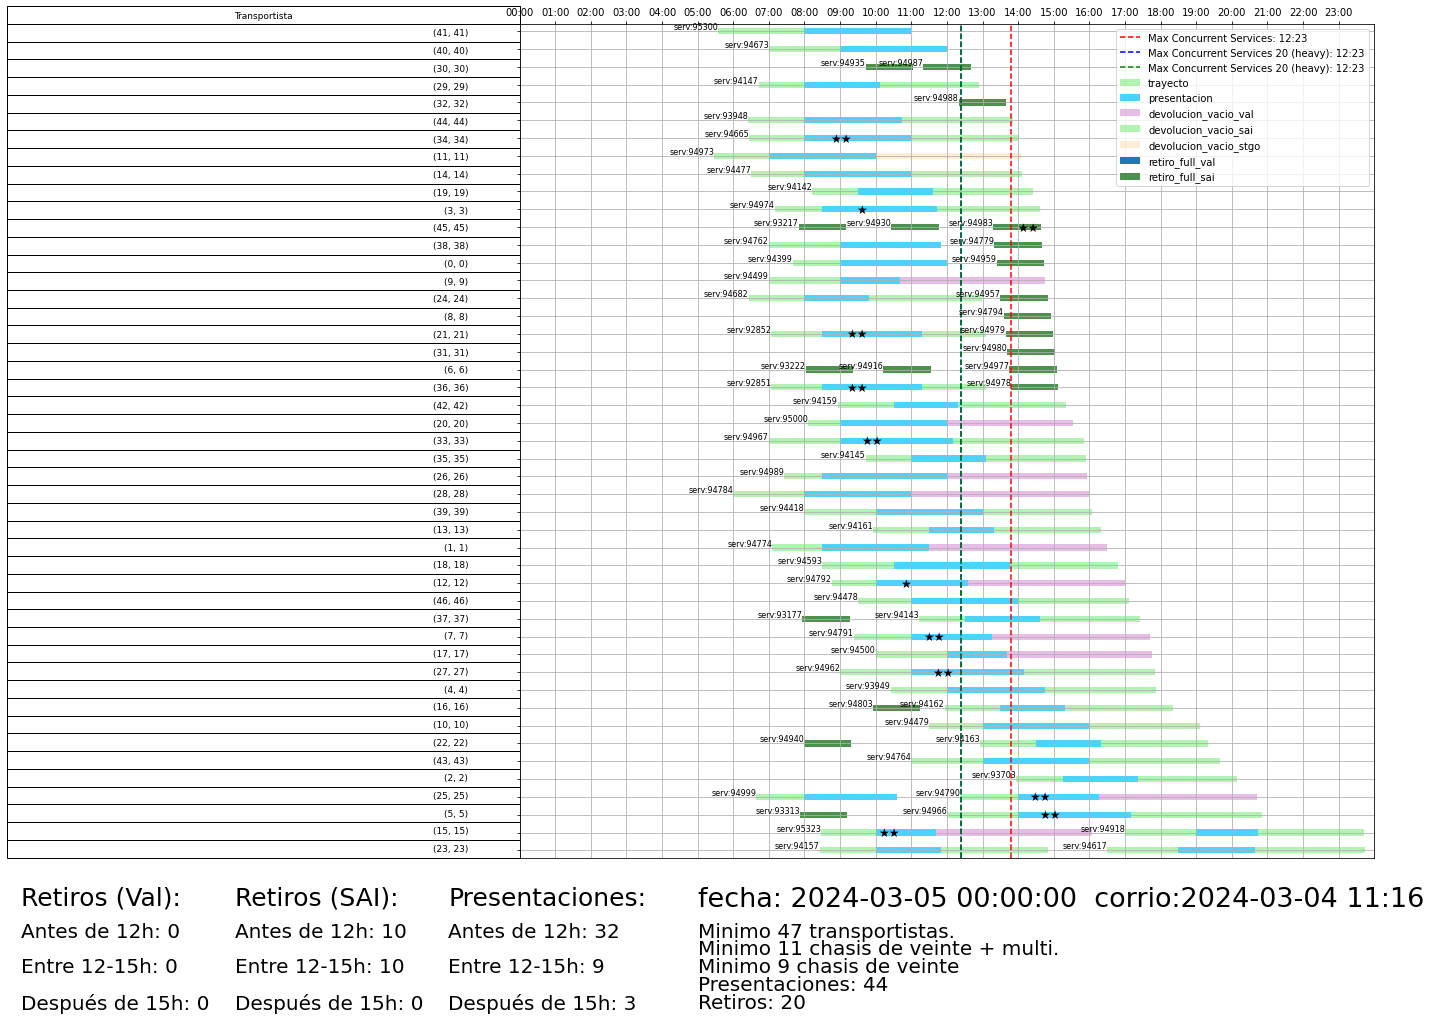 Transportista
00:00 01:00 02:00 03:00 04:00 05:00 06:00 07:00 08:00 09:00 10:00 11:00 12:00 13:00 14:00 15:00 16:00 17:00 18:00 19:00 20:00 21:00 22:00 23:00
Max Concurrent Services: 12:23
Max Concurrent Services 20 (heavy): 12:23
Max Concurrent Services 20 (heavy): 12:23
trayecto
presentacion
devolucion_vacio_val
devolucion_vacio_sai
devolucion_vacio_stgo
retiro_full_val
retiro_full_sai
(41, 41) serv:95300
(40, 40) serv:94673
(30, 30) serv:94935 serv:94987
(29, 29) serv:94147
(32, 32) serv:94988
(44, 44) serv:93948
(34, 34) serv:94665
(11, 11) serv:94973
(14, 14) serv:94477
(19, 19) serv:94142
(3, 3) serv:94974
(45, 45) serv:93217 serv:94930 serv:94983
(38, 38) serv:94762 serv:94779
(0, 0) serv:94399 serv:94959
(9, 9) serv:94499
(24, 24) serv:94682 serv:94957
(8, 8) serv:94794
(21, 21) serv:92852 serv:94979
(31, 31) serv:94980
(6, 6) serv:93222 serv:94916 serv:94977
(36, 36) serv:92851 serv:94978
(42, 42) serv:94159
(20, 20) serv:95000
(33, 33) serv:94967
(35, 35) serv:94145
(26, 26) serv:94989
(28, 28) serv:94784
(39, 39) serv:94418
(13, 13) serv:94161
(1, 1) serv:94774
(18, 18) serv:94593
(12, 12) serv:94792
(46, 46) serv:94478
(37, 37) serv:93177 serv:94143
(7, 7) serv:94791
(17, 17) serv:94500
(27, 27) serv:94962
(4, 4) serv:93949
(16, 16) serv:94803 serv:94162
(10, 10) serv:94479
(22, 22) serv:94940 serv:94163
(43, 43) serv:94764
(2, 2) serv:93703
(25, 25) serv:94999 serv:94790
(5, 5) serv:93313 serv:94966
(15, 15) serv:95323 serv:94918
(23, 23) serv:94157 serv:94617
Retiros (Val):
Antes de 12h: 0
Entre 12-15h: 0
Después de 15h: 0
Retiros (SAI):
Antes de 12h: 10
Entre 12-15h: 10
Después de 15h: 0
Presentaciones:
Antes de 12h: 32
Entre 12-15h: 9
Después de 15h: 3
fecha: 2024-03-05 00:00:00 corrio:2024-03-04 11:16
Minimo 47 transportistas.
Minimo 11 chasis de veinte + multi.
Minimo 9 chasis de veinte
Presentaciones: 44
Retiros: 20